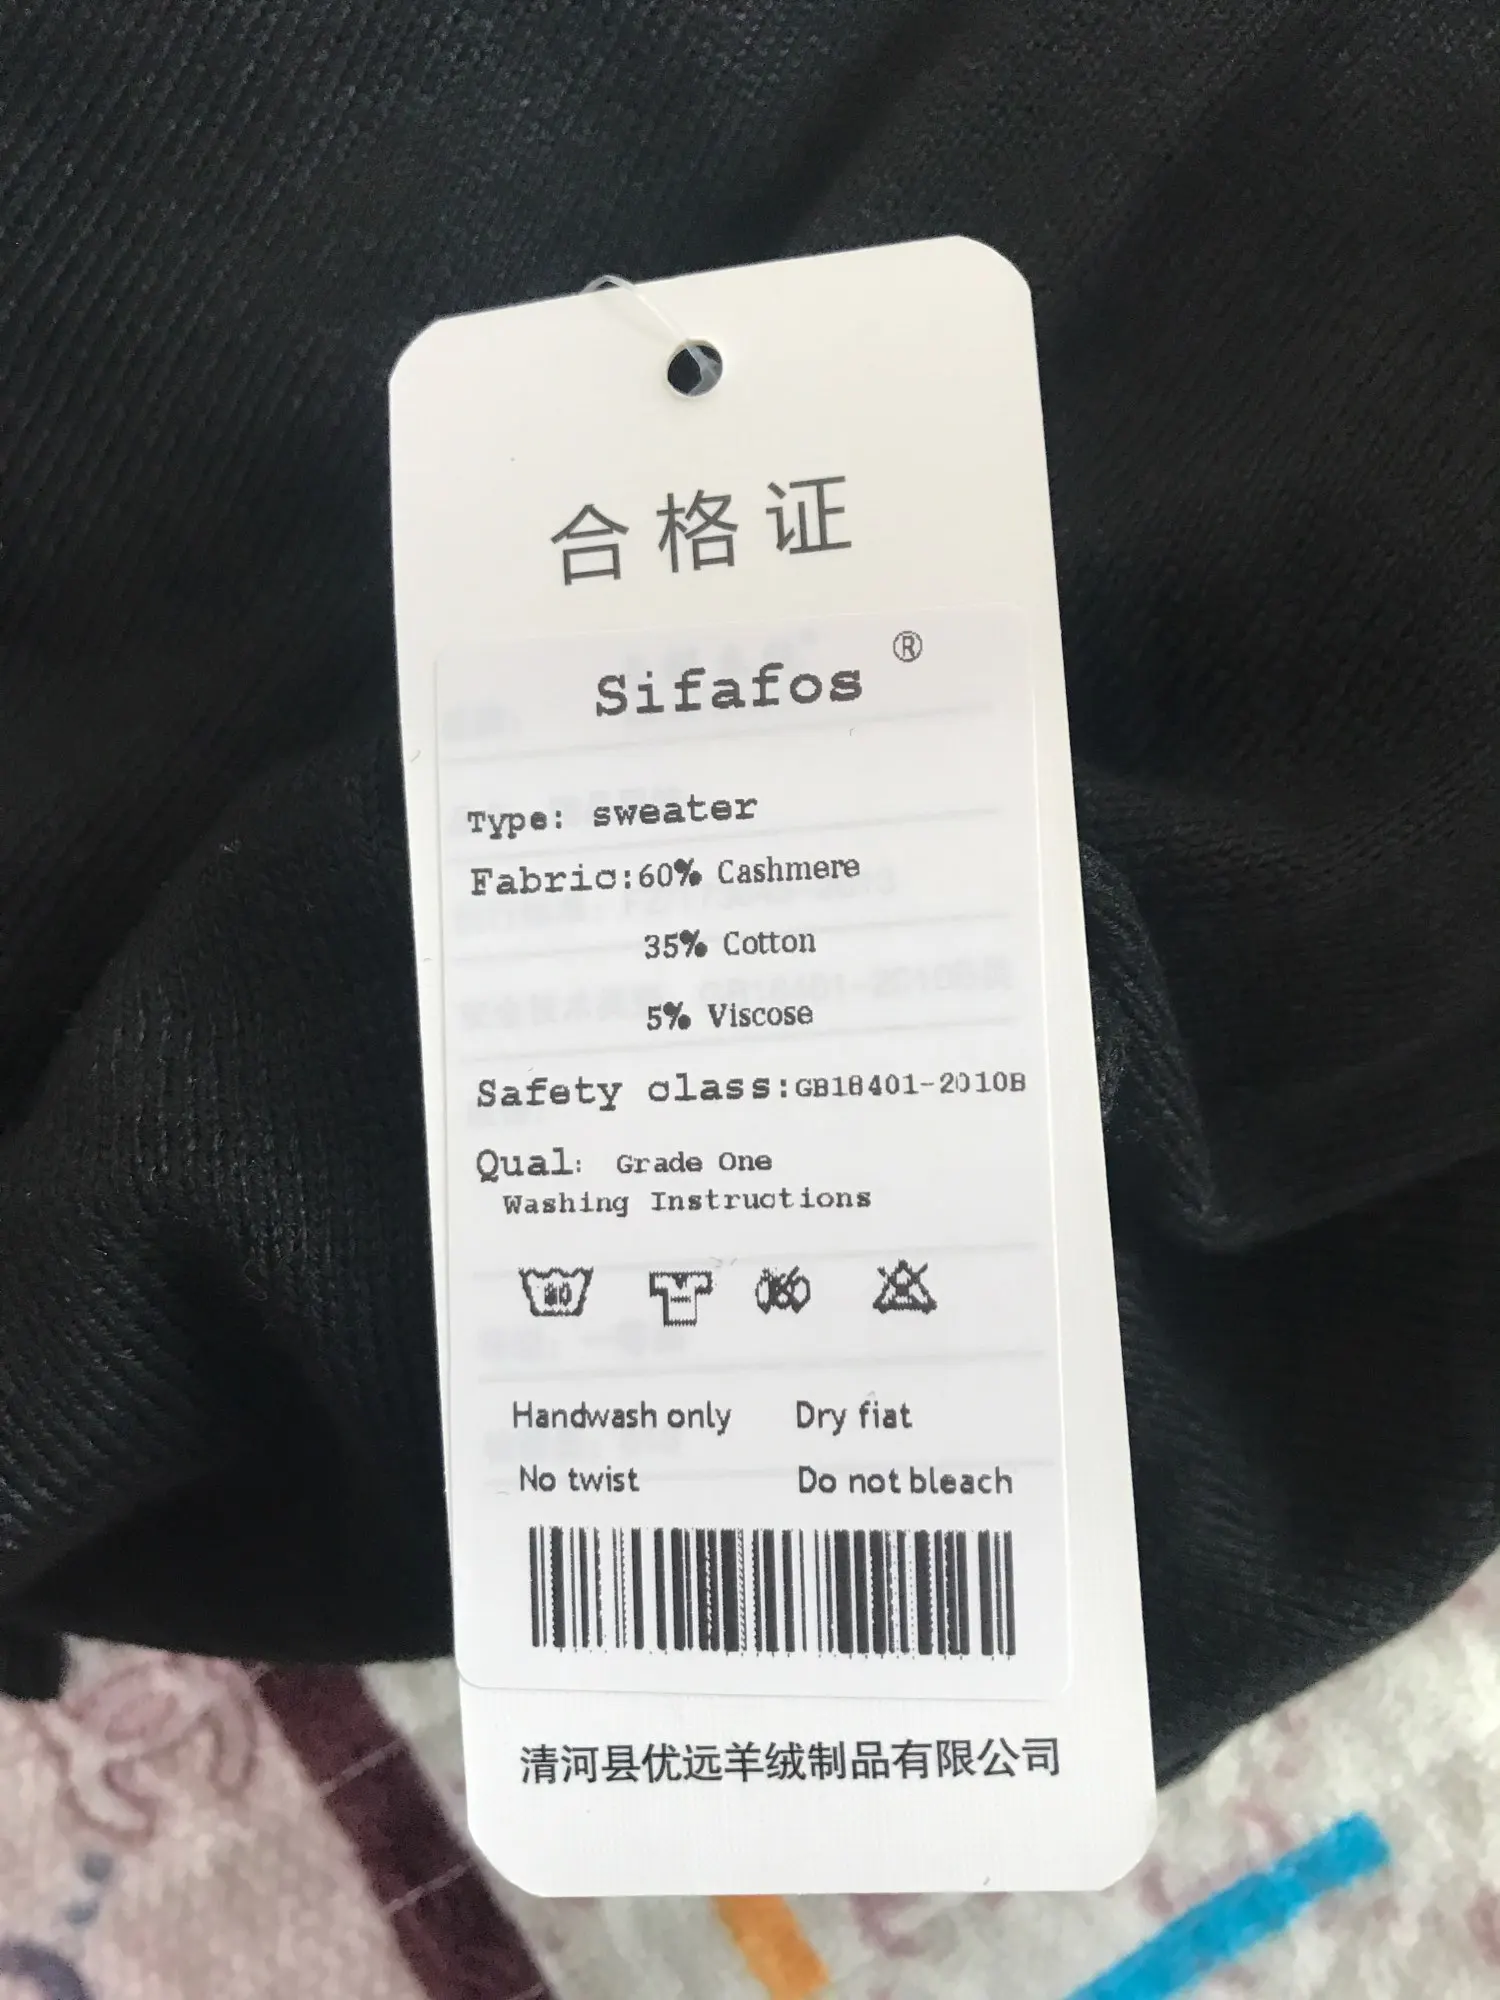 合格证
Sifafos ®
Type: sweater
Fabric:60% Cashmere
35% Cotton
5% Viscose
Safety class:GB18401-2010B
Qual: Grade One
Washing Instructions
Handwash only Dry fiat
No twist Do not bleach
清河县优远羊绒制品有限公司